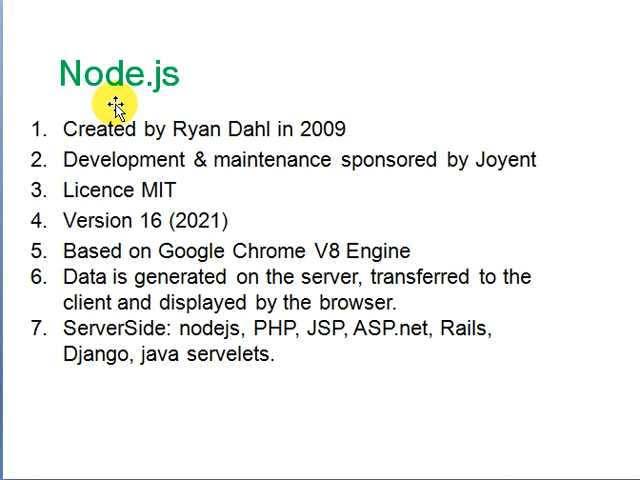 Node.js
1. Created by Ryan Dahl in 2009
2. Development & maintenance sponsored by Joyent
3. Licence MIT
4. Version 16 (2021)
5. Based on Google Chrome V8 Engine
6. Data is generated on the server, transferred to the
client and displayed by the browser.
7. ServerSide: nodejs, PHP, JSP, ASP.net, Rails,
Django, java servelets.